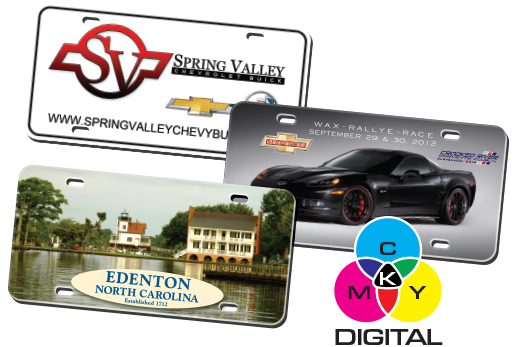 SV
SPRING VALLEY
CHEVROLET BUICK
WWW.SPRINGVALLEYCHEVYBU
WAX-RALLYE-RACE
SEPTEMBER 29 & 30, 2012
EDENTON
NORTH CAROLINA
Established 1712
C
M
K
Y
DIGITAL